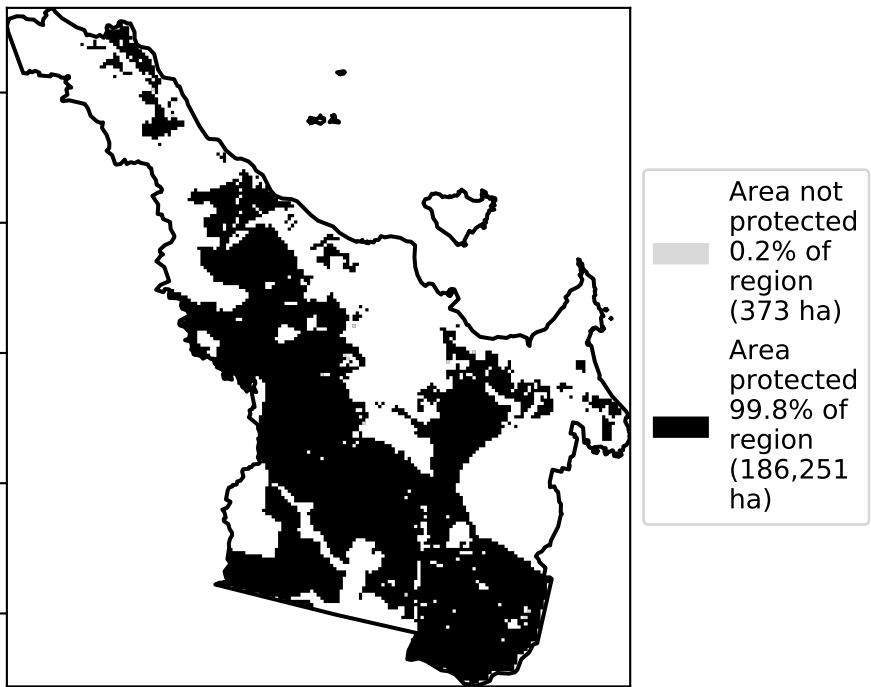 Area not
protected
0.2% of
region
(373 ha)
Area
protected
99.8% of
region
(186,251
ha)